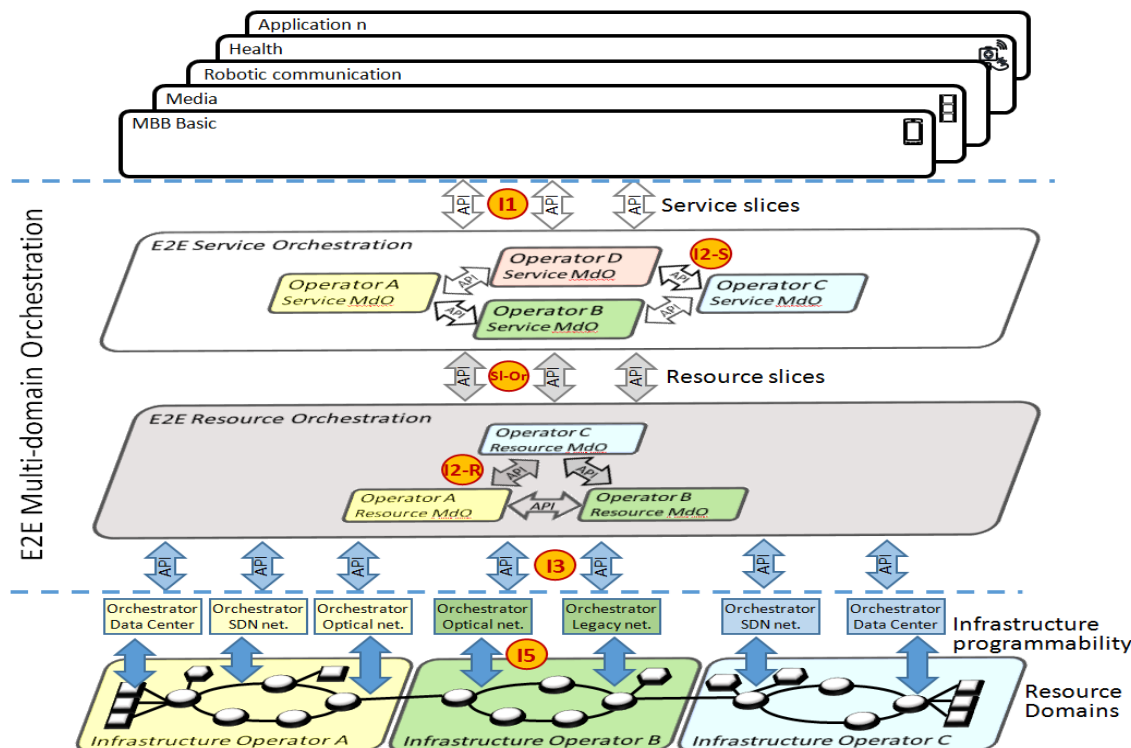 Application n
Health
Robotic communication
Media
MBB Basic
E2E Multi-domain Orchestration
API
I1
API
API
Service slices
E2E Service Orchestration
Operator D
Service MdO
I2-S
Operator A
Service MdO
API
API
Operator C
Service MdO
API
Operator B
Service MdO
API
API
SI-Or
API
API
Resource slices
E2E Resource Orchestration
Operator C
Resource MdO
I2-R
API
API
Operator A
Resource MdO
API
Operator B
Resource MdO
API
API
API
API
I3
API
API
API
Orchestrator
Data Center
Orchestrator
SDN net.
Orchestrator
Optical net.
Orchestrator
Optical net.
Orchestrator
Legacy net.
Orchestrator
SDN net.
Orchestrator
Data Center
Infrastructure
programmability
I5
Resource
Domains
Infrastructure Operator A
Infrastructure Operator B
Infrastructure Operator C